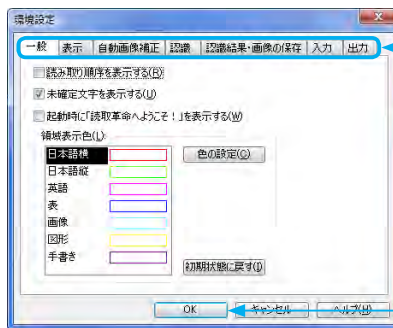 環境設定
一般 表示 自動画像補正 認識 認識結果・画像の保存 入力 出力
読み取り順序を表示する(R)
未確定文字を表示する(U)
起動時に「読取革命へようこそ！」を表示する(W)
領域表示色(L)
日本語横
色の設定(C)
日本語縦
英語
表
画像
図形
手書き
初期状態に戻す(I)
OK キャンセル ヘルプ(H)